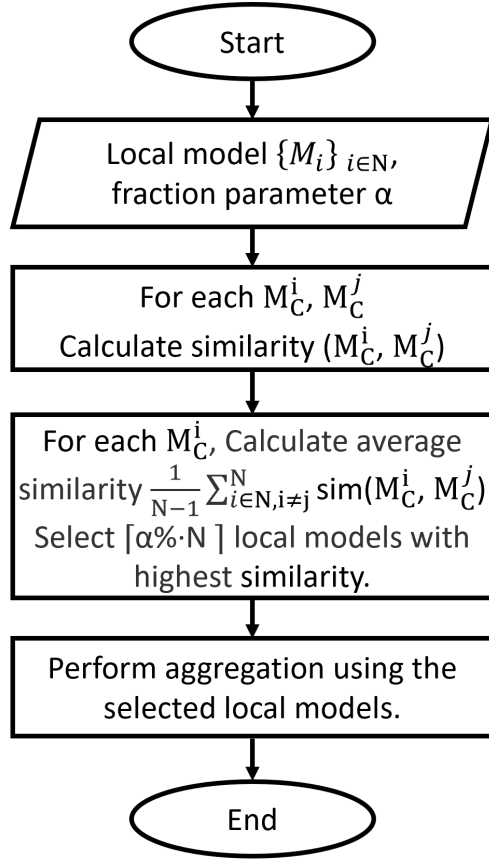 Start
Local model {𝑀ᵢ} 𝑖∈N,
fraction parameter α
For each M_C^i, M_C^j
Calculate similarity (M_C^i, M_C^j)
For each M_C^i, Calculate average
similarity 1/(N−1) ∑_{i∈N,i≠j}^N sim(M_C^i, M_C^j)
Select ⌈α%·N ⌉ local models with
highest similarity.
Perform aggregation using the
selected local models.
End